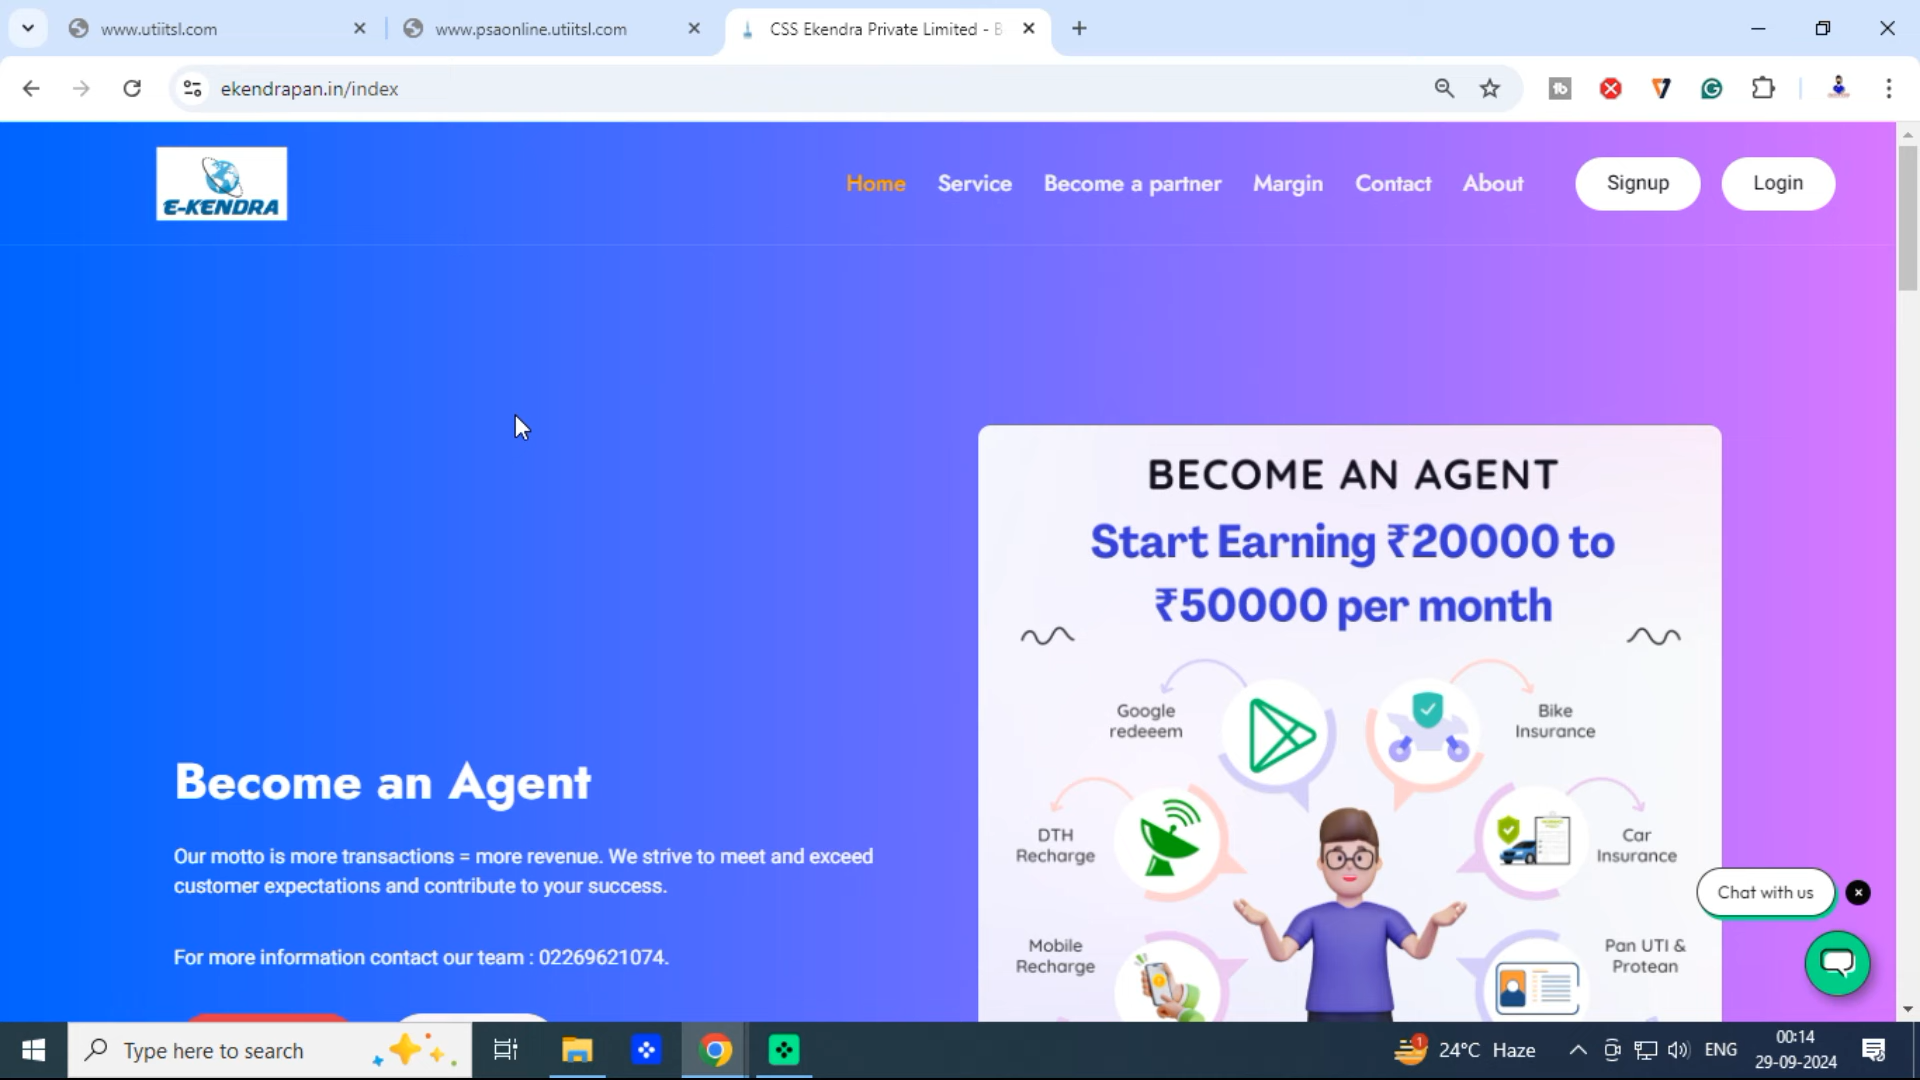 www.utiitsl.com
www.psaonline.utiitsl.com
CSS Ekendra Private Limited - B
ekendrapan.in/index
E-KENDRA
Home
Service
Become a partner
Margin
Contact
About
Signup
Login
BECOME AN AGENT
Start Earning ₹20000 to
₹50000 per month
Google
redeeem
Bike
Insurance
DTH
Recharge
Car
Insurance
Mobile
Recharge
Pan UTI &
Protean
Become an Agent
Our motto is more transactions = more revenue. We strive to meet and exceed
customer expectations and contribute to your success.
For more information contact our team : 02269621074.
Chat with us
Type here to search
1
24°C Haze
ENG
00:14
29-09-2024